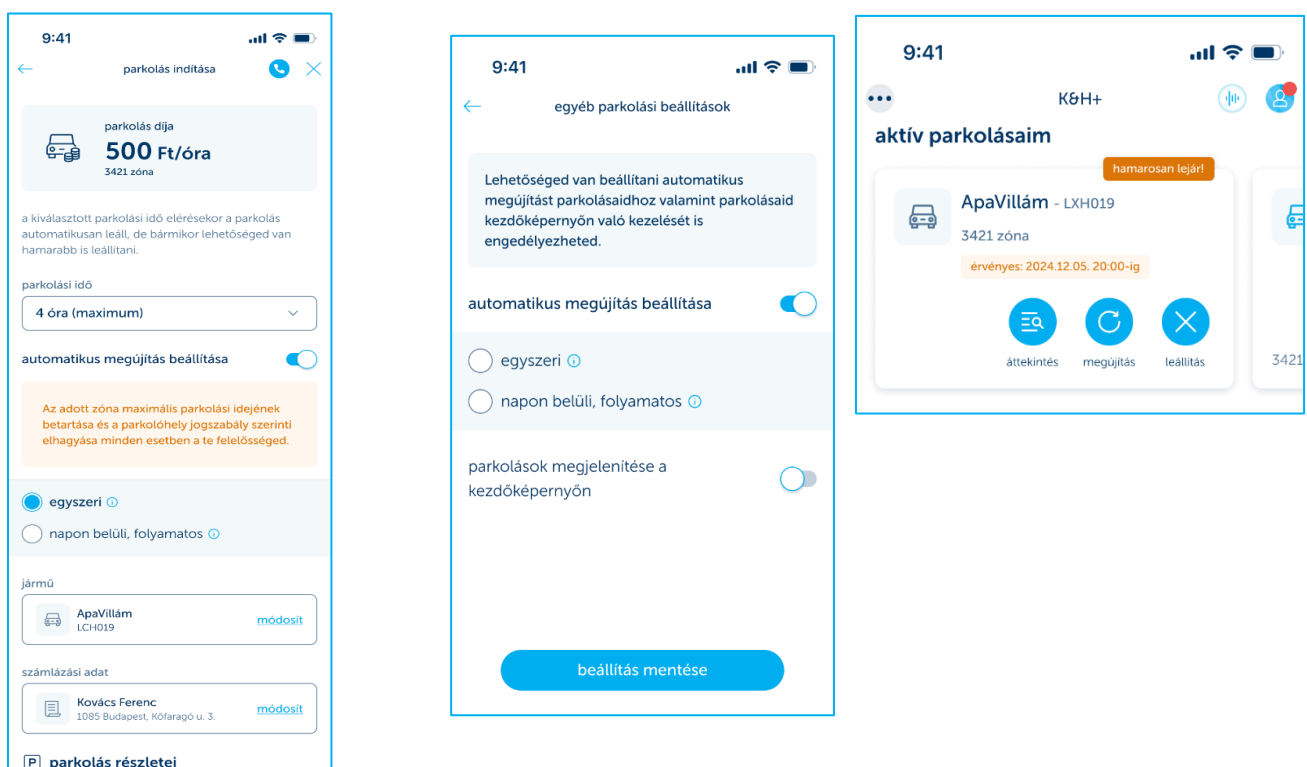 9:41
parkolás indítása
parkolás díja
500 Ft/óra
3421 zóna
a kiválasztott parkolási idő elérésekor a parkolás
automatikusan leáll, de bármikor lehetőséged van
hamarabb is leállítani.
parkolási idő
4 óra (maximum)
automatikus megújítás beállítása
Az adott zóna maximális parkolási idejének
betartása és a parkolóhely jogszabály szerinti
elhagyása minden esetben a te felelősséged.
egyszeri
napon belüli, folyamatos
jármű
ApaVillám
LCH019
módosít
számlázási adat
Kovács Ferenc
1085 Budapest, Kőfaragó u. 3.
módosít
P parkolás részletei
9:41
egyéb parkolási beállítások
Lehetőséged van beállítani automatikus
megújítást parkolásaidhoz valamint parkolásaid
kezdőképernyőn való kezelését is
engedélyezheted.
automatikus megújítás beállítása
egyszeri
napon belüli, folyamatos
parkolások megjelenítése a
kezdőképernyőn
beállítás mentése
9:41
K&H+
aktív parkolásaim
hamarosan lejár!
ApaVillám - LXH019
3421 zóna
érvényes: 2024.12.05. 20:00-ig
áttekintés megújítás leállítás
3421